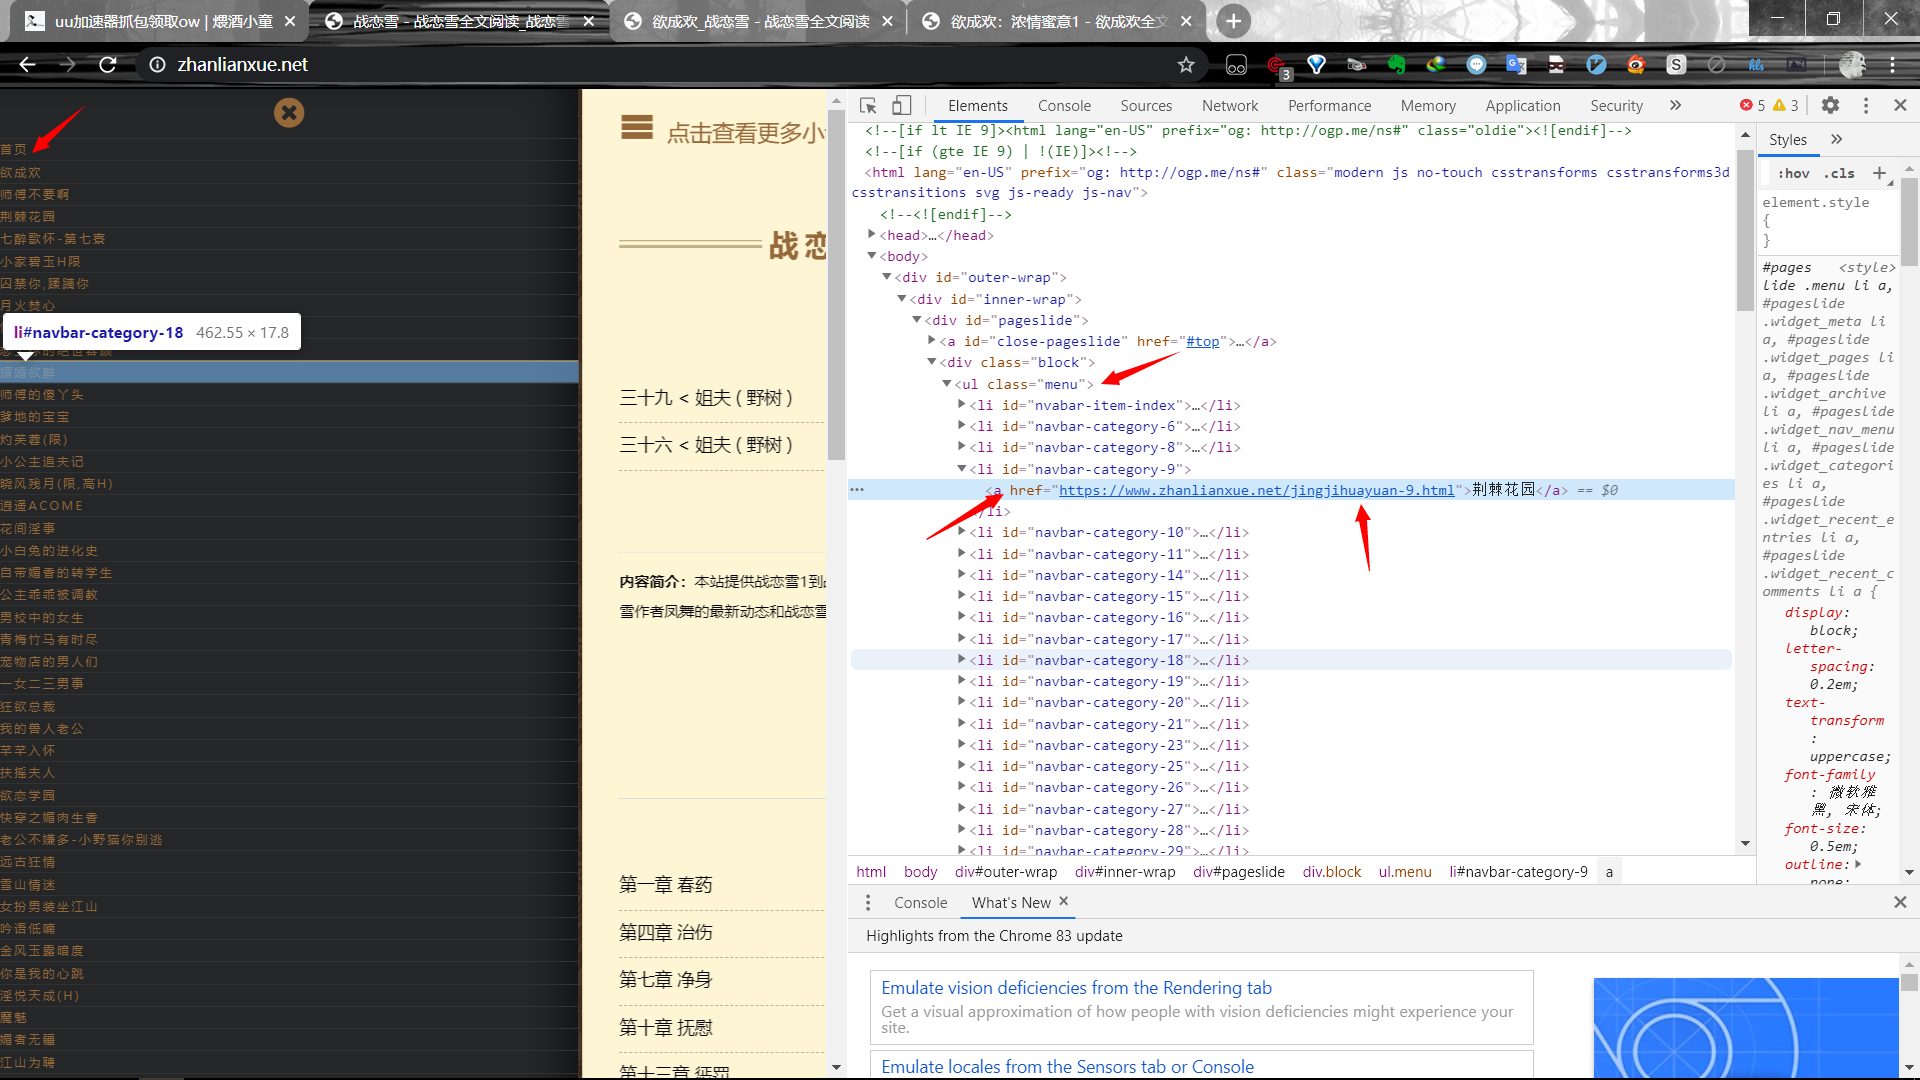 uu加速器抓包领取ow | 煨酒小童
战恋雪 - 战恋雪全文阅读_战恋雪
欲成欢_战恋雪 - 战恋雪全文阅读
欲成欢：浓情蜜意1 - 欲成欢全文
zhanlianxue.net
3
首页
欲成欢
师傅不要啊
荆棘花园
七醉歌怀-第七寮
小家碧玉H限
囚禁你,蹂躏你
月火焚心
li#navbar-category-18 462.55 × 17.8
婚婚欲醉
师傅的傻丫头
爹地的宝宝
灼芙蓉(限)
小公主追夫记
晓风残月(限,高H)
逍遥ACOME
花间淫事
小白兔的进化史
自带媚香的转学生
公主乖乖被调教
男校中的女生
青梅竹马有时尽
宠物店的男人们
一女二三男事
狂欲总裁
我的兽人老公
芊芊入怀
扶摇夫人
欲恋学园
快穿之媚肉生香
老公不嫌多-小野猫你别逃
远古狂情
雪山情迷
女扮男装坐江山
吟语低喃
金风玉露暗度
你是我的心跳
淫悦天成(H)
魔魅
媚者无疆
江山为聘
点击查看更多小
战恋
三十九 < 姐夫 ( 野树 )
三十六 < 姐夫 ( 野树 )
内容简介：本站提供战恋雪1到
雪作者凤舞的最新动态和战恋雪
第一章 春药
第四章 治伤
第七章 净身
第十章 抚慰
第十三章 惩罚
Elements Console Sources Network Performance Memory Application Security » 5 3
<!--[if lt IE 9]><html lang="en-US" prefix="og: http://ogp.me/ns#" class="oldie"><![endif]-->
<!--[if (gte IE 9) | !(IE)]><!-->
<html lang="en-US" prefix="og: http://ogp.me/ns#" class="modern js no-touch csstransforms csstransforms3d
csstransitions svg js-ready js-nav">
<!--<![endif]-->
<head>…</head>
<body>
<div id="outer-wrap">
<div id="inner-wrap">
<div id="pageslide">
<a id="close-pageslide" href="#top">…</a>
<div class="block">
<ul class="menu">
<li id="nvabar-item-index">…</li>
<li id="navbar-category-6">…</li>
<li id="navbar-category-8">…</li>
<li id="navbar-category-9">
<a href="https://www.zhanlianxue.net/jingjihuayuan-9.html">荆棘花园</a> == $0
</li>
<li id="navbar-category-10">…</li>
<li id="navbar-category-11">…</li>
<li id="navbar-category-14">…</li>
<li id="navbar-category-15">…</li>
<li id="navbar-category-16">…</li>
<li id="navbar-category-17">…</li>
<li id="navbar-category-18">…</li>
<li id="navbar-category-19">…</li>
<li id="navbar-category-20">…</li>
<li id="navbar-category-21">…</li>
<li id="navbar-category-23">…</li>
<li id="navbar-category-25">…</li>
<li id="navbar-category-26">…</li>
<li id="navbar-category-27">…</li>
<li id="navbar-category-28">…</li>
<li id="navbar-category-29">…</li>
html body div#outer-wrap div#inner-wrap div#pageslide div.block ul.menu li#navbar-category-9 a
Styles »
:hov .cls +
element.style
{
}
#pages <style>
lide .menu li a,
#pageslide
.widget_meta li
a, #pageslide
.widget_pages li
a, #pageslide
.widget_archive
li a, #pageslide
.widget_nav_menu
li a, #pageslide
.widget_categori
es li a,
#pageslide
.widget_recent_e
ntries li a,
#pageslide
.widget_recent_c
omments li a {
display:
block;
letter-
spacing:
0.2em;
text-
transform
:
uppercase;
font-family
: 微软雅
黑, 宋体;
font-size:
0.5em;
outline:
none;
Console What's New
Highlights from the Chrome 83 update
Emulate vision deficiencies from the Rendering tab
Get a visual approximation of how people with vision deficiencies might experience your
site.
Emulate locales from the Sensors tab or Console